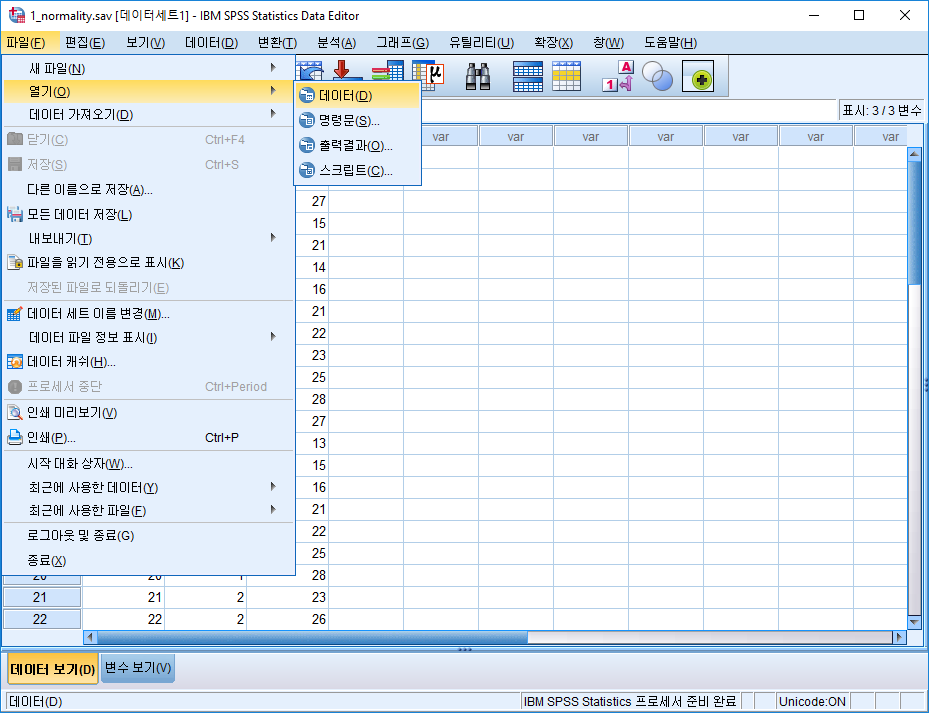 1_normality.sav [데이터세트1] - IBM SPSS Statistics Data Editor
파일(F) 편집(E) 보기(V) 데이터(D) 변환(T) 분석(A) 그래프(G) 유틸리티(U) 확장(X) 창(W) 도움말(H)
새 파일(N)
열기(O)
데이터 가져오기(D)
닫기(C) Ctrl+F4
저장(S) Ctrl+S
다른 이름으로 저장(A)...
모든 데이터 저장(L)
내보내기(T)
파일을 읽기 전용으로 표시(K)
저장된 파일로 되돌리기(E)
데이터 세트 이름 변경(M)...
데이터 파일 정보 표시(I)
데이터 캐쉬(H)...
프로세서 중단 Ctrl+Period
인쇄 미리보기(V)
인쇄(P)... Ctrl+P
시작 대화 상자(W)...
최근에 사용한 데이터(Y)
최근에 사용한 파일(F)
로그아웃 및 종료(G)
종료(X)
데이터(D)
명령문(S)...
출력결과(O)...
스크립트(C)...
μ
A
1
표시: 3 / 3 변수
var var var var var var var
27
15
21
14
16
21
22
23
25
28
27
13
15
16
21
22
25
20 20 1 28
21 21 2 23
22 22 2 26
데이터 보기(D) 변수 보기(V)
데이터(D) IBM SPSS Statistics 프로세서 준비 완료 Unicode:ON